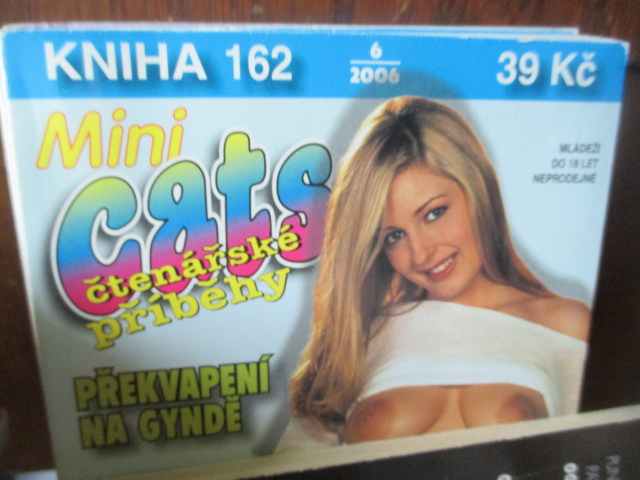 KNIHA 162 6/2006 39 Kč
Mini
Cats
čtenářské
příběhy
MLÁDEŽI
DO 18 LET
NEPRODEJNÉ
PŘEKVAPENÍ
NA GYNDĚ